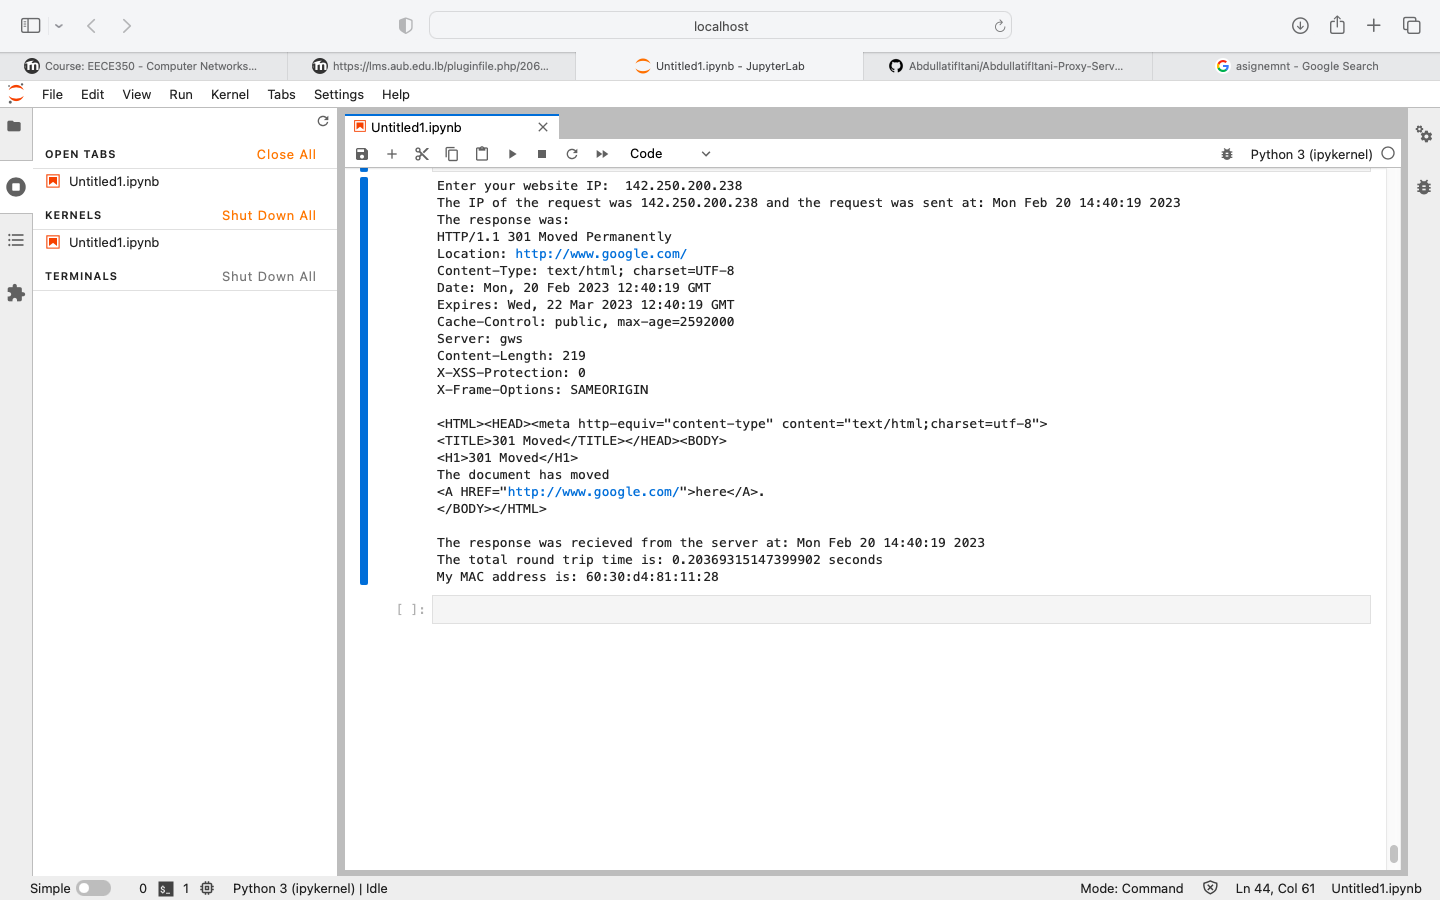 localhost
Course: EECE350 - Computer Networks...
https://lms.aub.edu.lb/pluginfile.php/206...
Untitled1.ipynb - JupyterLab
AbdullatifItani/AbdullatifItani-Proxy-Serv...
asignemnt - Google Search
File Edit View Run Kernel Tabs Settings Help
OPEN TABS Close All
Untitled1.ipynb
KERNELS Shut Down All
Untitled1.ipynb
TERMINALS Shut Down All
Untitled1.ipynb
Code
Python 3 (ipykernel)
Enter your website IP:  142.250.200.238
The IP of the request was 142.250.200.238 and the request was sent at: Mon Feb 20 14:40:19 2023
The response was:
HTTP/1.1 301 Moved Permanently
Location: http://www.google.com/
Content-Type: text/html; charset=UTF-8
Date: Mon, 20 Feb 2023 12:40:19 GMT
Expires: Wed, 22 Mar 2023 12:40:19 GMT
Cache-Control: public, max-age=2592000
Server: gws
Content-Length: 219
X-XSS-Protection: 0
X-Frame-Options: SAMEORIGIN
<HTML><HEAD><meta http-equiv="content-type" content="text/html;charset=utf-8">
<TITLE>301 Moved</TITLE></HEAD><BODY>
<H1>301 Moved</H1>
The document has moved
<A HREF="http://www.google.com/">here</A>.
</BODY></HTML>
The response was recieved from the server at: Mon Feb 20 14:40:19 2023
The total round trip time is: 0.20369315147399902 seconds
My MAC address is: 60:30:d4:81:11:28
[ ]:
Simple 0 $_ 1 Python 3 (ipykernel) | Idle
Mode: Command Ln 44, Col 61 Untitled1.ipynb